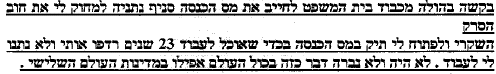 בקשה בהולה מכבוד בית המשפט לחייב את מס הכנסה סניף נתניה למחוק לי את חוב
הסרק
השקרי ולפתוח לי תיק במס הכנסה בכדי שאוכל לעבוד 23 שנים רדפו אותי ולא נתנו
לי לעבוד . לא היה ולא נברה דבר כזה בכול העולם אפילו במדינות העולם השלישי .